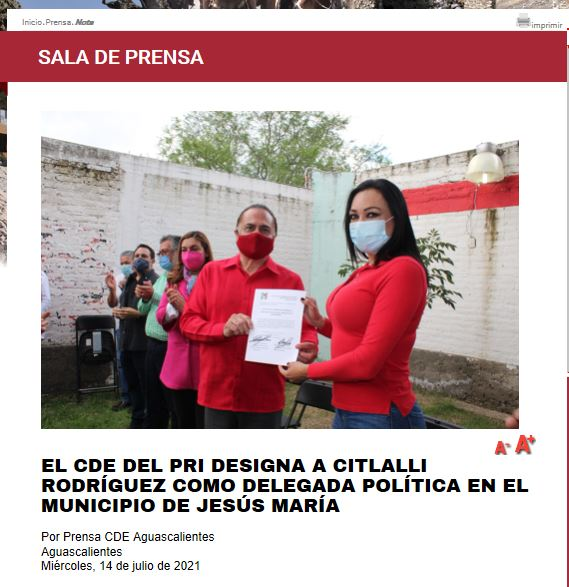 Inicio.Prensa.Nota
imprimir
SALA DE PRENSA
A- A+
EL CDE DEL PRI DESIGNA A CITLALLI
RODRÍGUEZ COMO DELEGADA POLÍTICA EN EL
MUNICIPIO DE JESÚS MARÍA
Por Prensa CDE Aguascalientes
Aguascalientes
Miércoles, 14 de julio de 2021